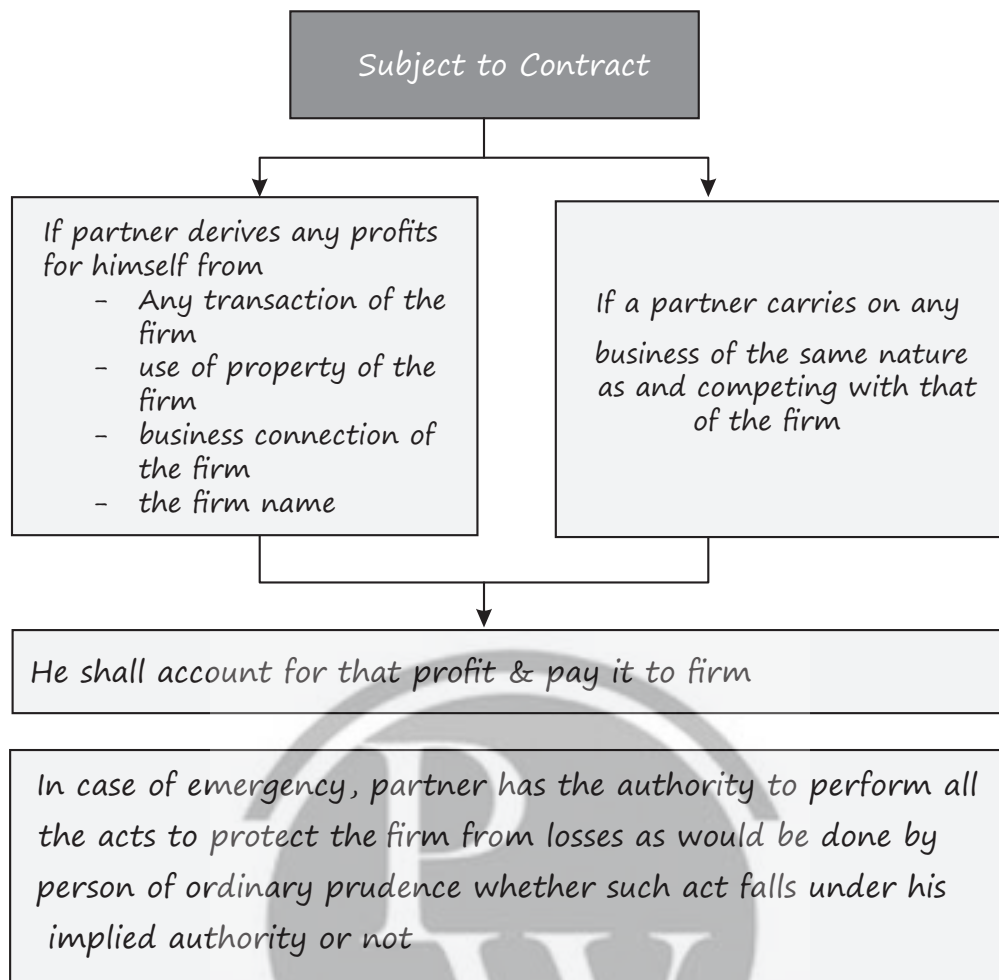 Subject to Contract
If partner derives any profits
for himself from
- Any transaction of the
firm
- use of property of the
firm
- business connection of
the firm
- the firm name
If a partner carries on any
business of the same nature
as and competing with that
of the firm
He shall account for that profit & pay it to firm
In case of emergency, partner has the authority to perform all
the acts to protect the firm from losses as would be done by
person of ordinary prudence whether such act falls under his
implied authority or not
PW